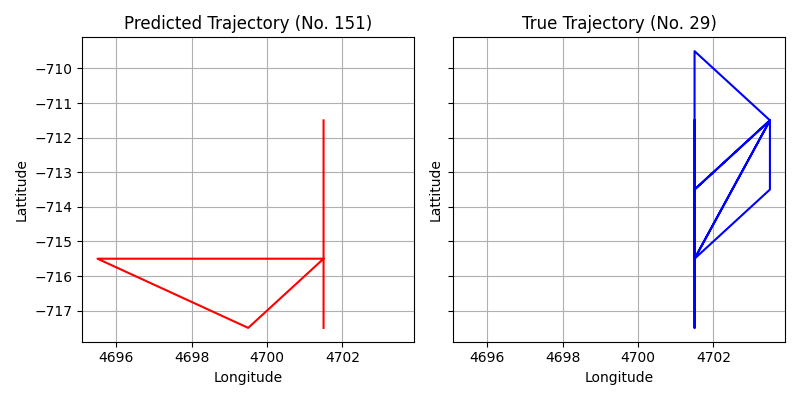 Predicted Trajectory (No. 151)
True Trajectory (No. 29)
−710
−711
−712
−713
−714
−715
−716
−717
Lattitude
Lattitude
4696 4698 4700 4702
4696 4698 4700 4702
Longitude
Longitude